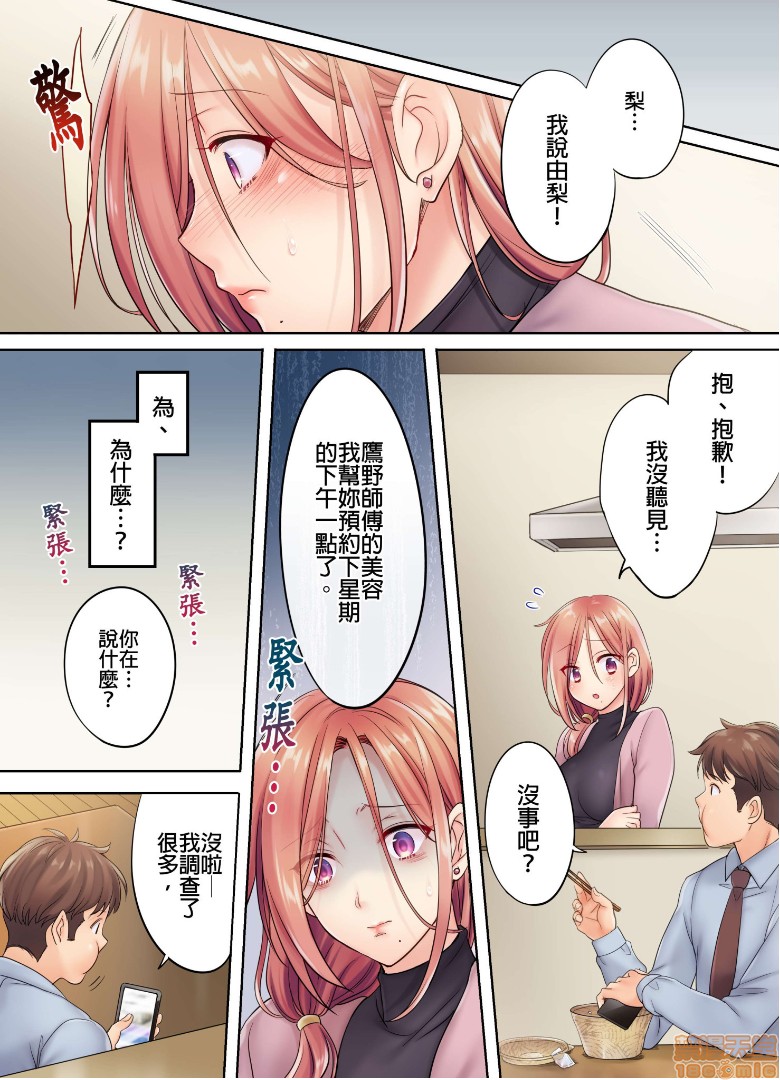 梨…
我說由梨！
驚
抱、抱歉！
我沒聽見…
沒事吧？
鷹野師傅的美容
我幫妳預約下星期
的下午一點了。
緊張…
為、
為什麼…？
緊張…
緊張…
你在…
說什麼？
沒啦─
我調查了
很多，